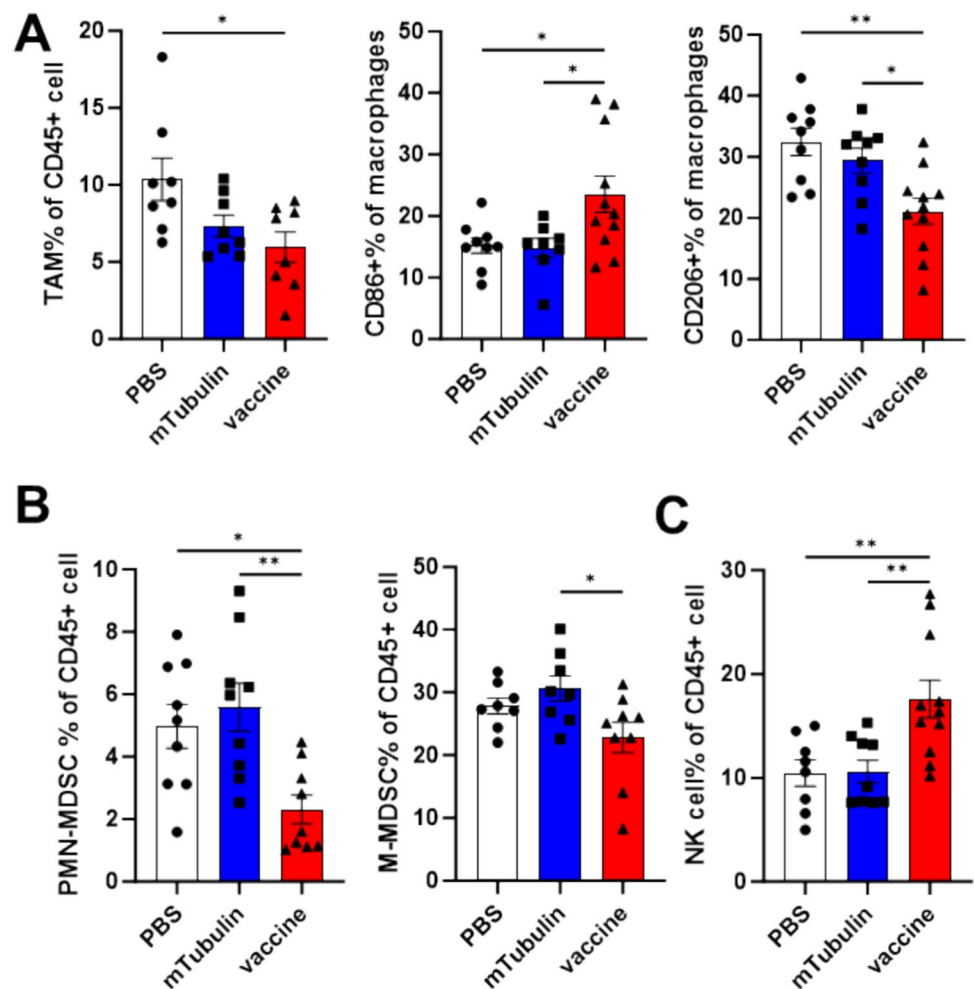 A
TAM% of CD45+ cell
20
15
10
5
0
*
PBS
mTubulin
vaccine
CD86+% of macrophages
50
40
30
20
10
0
*
*
PBS
mTubulin
vaccine
CD206+% of macrophages
50
40
30
20
10
0
**
*
PBS
mTubulin
vaccine
B
PMN-MDSC % of CD45+ cell
10
8
6
4
2
0
*
**
PBS
mTubulin
vaccine
M-MDSC% of CD45+ cell
50
40
30
20
10
0
*
PBS
mTubulin
vaccine
C
NK cell% of CD45+ cell
30
20
10
0
**
**
PBS
mTubulin
vaccine